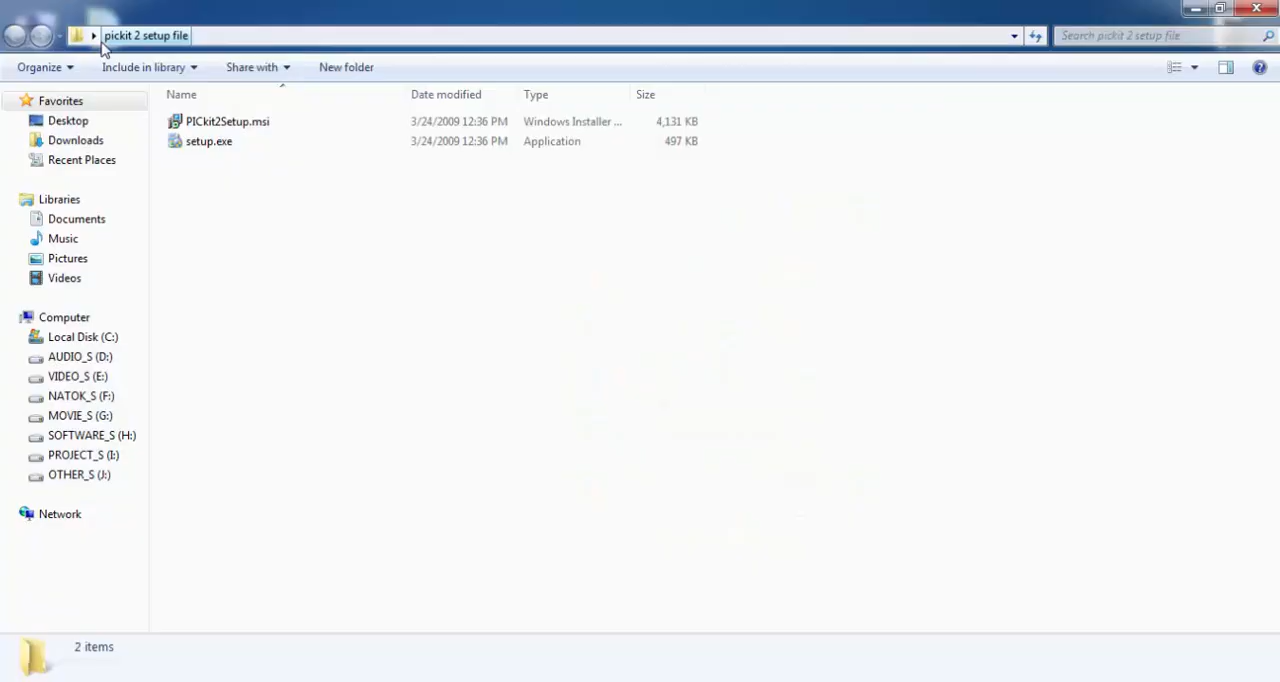 pickit 2 setup file
Search pickit 2 setup file
Organize
Include in library
Share with
New folder
Name
Date modified
Type
Size
PICkit2Setup.msi
3/24/2009 12:36 PM
Windows Installer ...
4,131 KB
setup.exe
3/24/2009 12:36 PM
Application
497 KB
Favorites
Desktop
Downloads
Recent Places
Libraries
Documents
Music
Pictures
Videos
Computer
Local Disk (C:)
AUDIO_S (D:)
VIDEO_S (E:)
NATOK_S (F:)
MOVIE_S (G:)
SOFTWARE_S (H:)
PROJECT_S (I:)
OTHER_S (J:)
Network
2 items